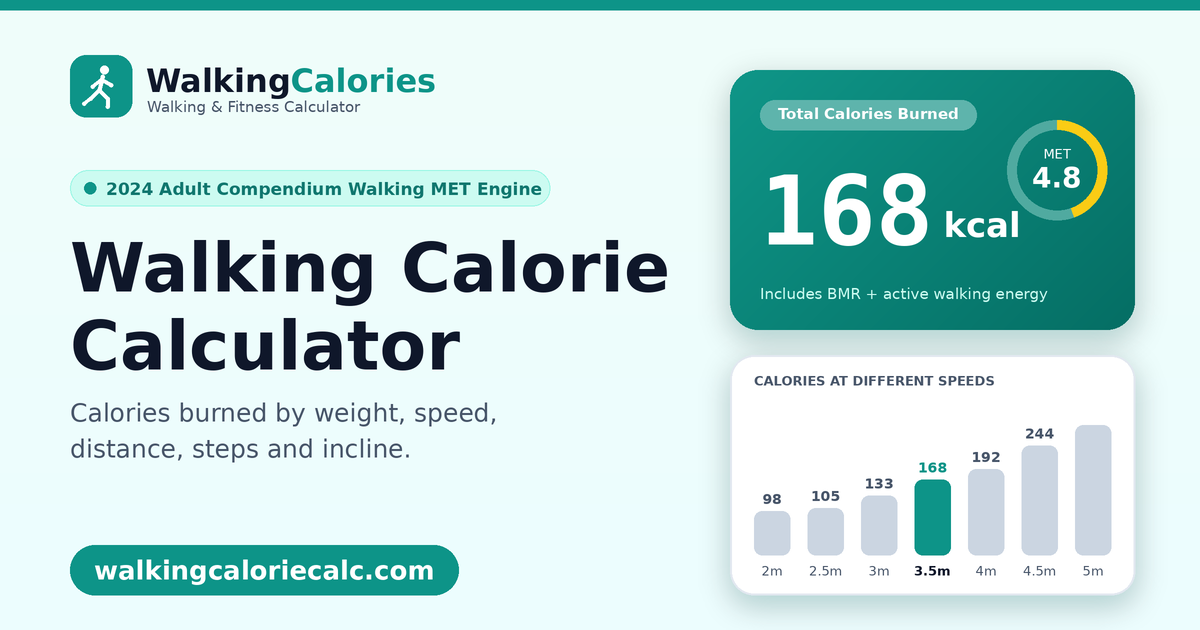 WalkingCalories
Walking & Fitness Calculator
2024 Adult Compendium Walking MET Engine
Walking Calorie
Calculator
Calories burned by weight, speed,
distance, steps and incline.
walkingcaloriecalc.com
Total Calories Burned
MET
4.8
168 kcal
Includes BMR + active walking energy
CALORIES AT DIFFERENT SPEEDS
98 105 133 168 192 244
2m 2.5m 3m 3.5m 4m 4.5m 5m